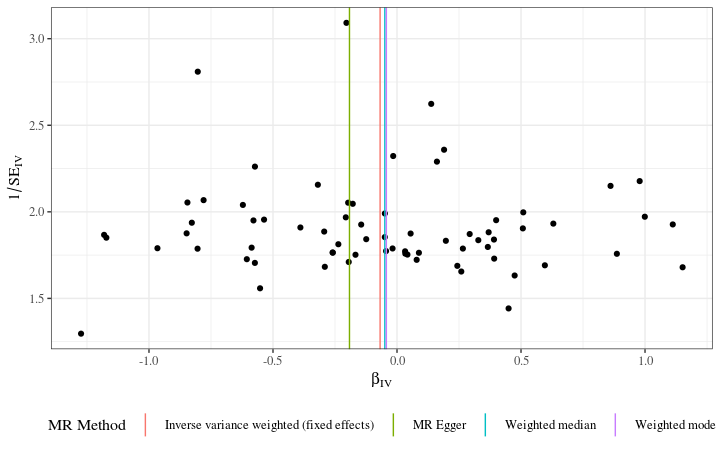 3.0
2.5
2.0
1.5
1/SE_IV
-1.0
-0.5
0.0
0.5
1.0
β_IV
MR Method
Inverse variance weighted (fixed effects)
MR Egger
Weighted median
Weighted mode